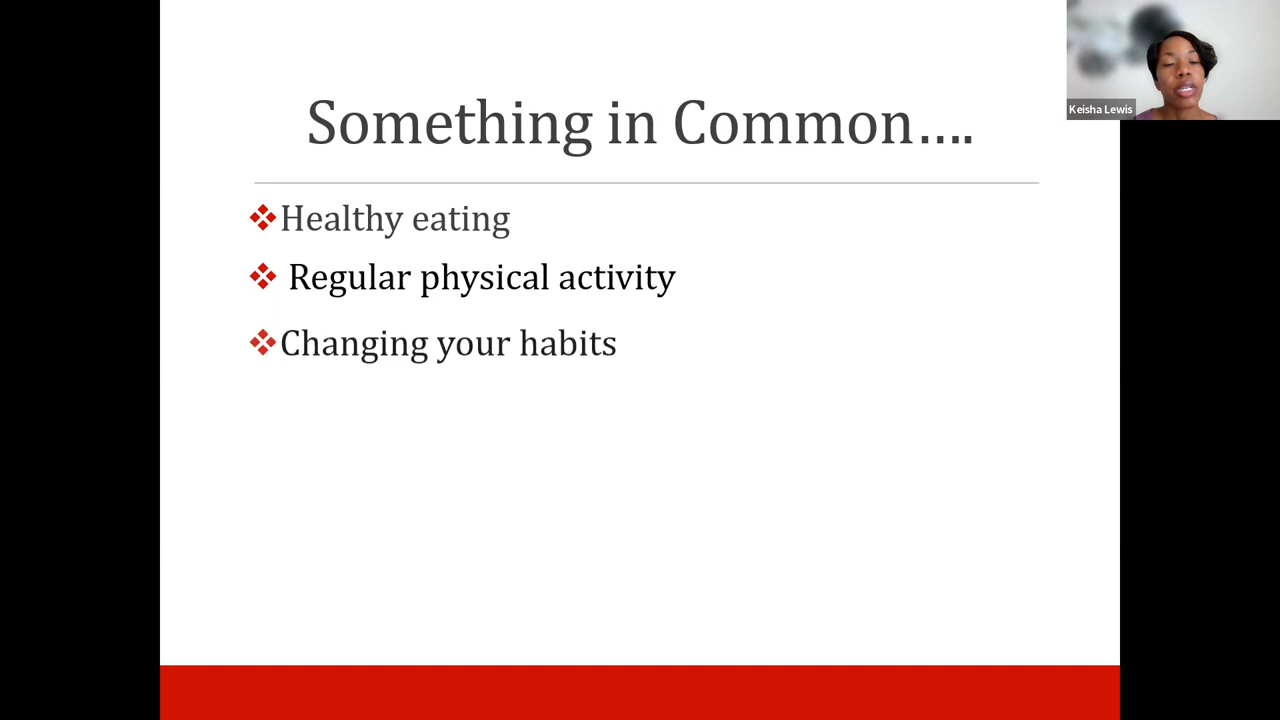 Something in Common....
Healthy eating
Regular physical activity
Changing your habits
Keisha Lewis